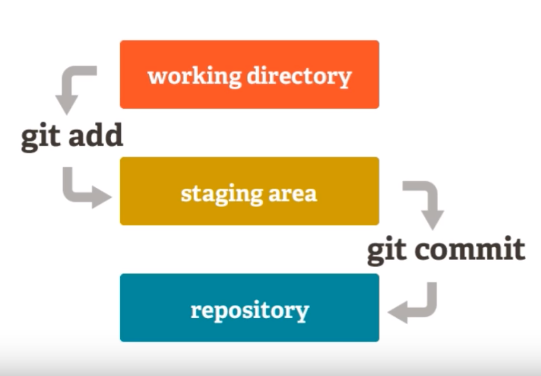 working directory
git add
staging area
git commit
repository